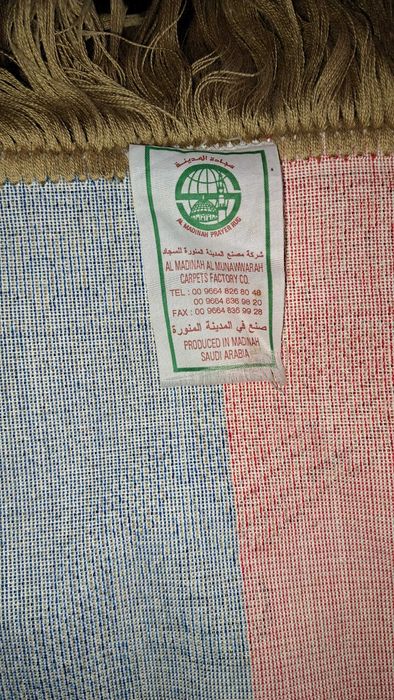 سجادة المدينة
AL MADINAH PRAYER RUG
شركة مصنع المدينة المنورة للسجاد
AL MADINAH AL MUNAWWARAH
CARPETS FACTORY CO.
TEL : 00 9664 826 80 48
00 9664 836 98 20
FAX : 00 9664 835 99 28
صنع في المدينة المنورة
PRODUCED IN MADINAH
SAUDI ARABIA